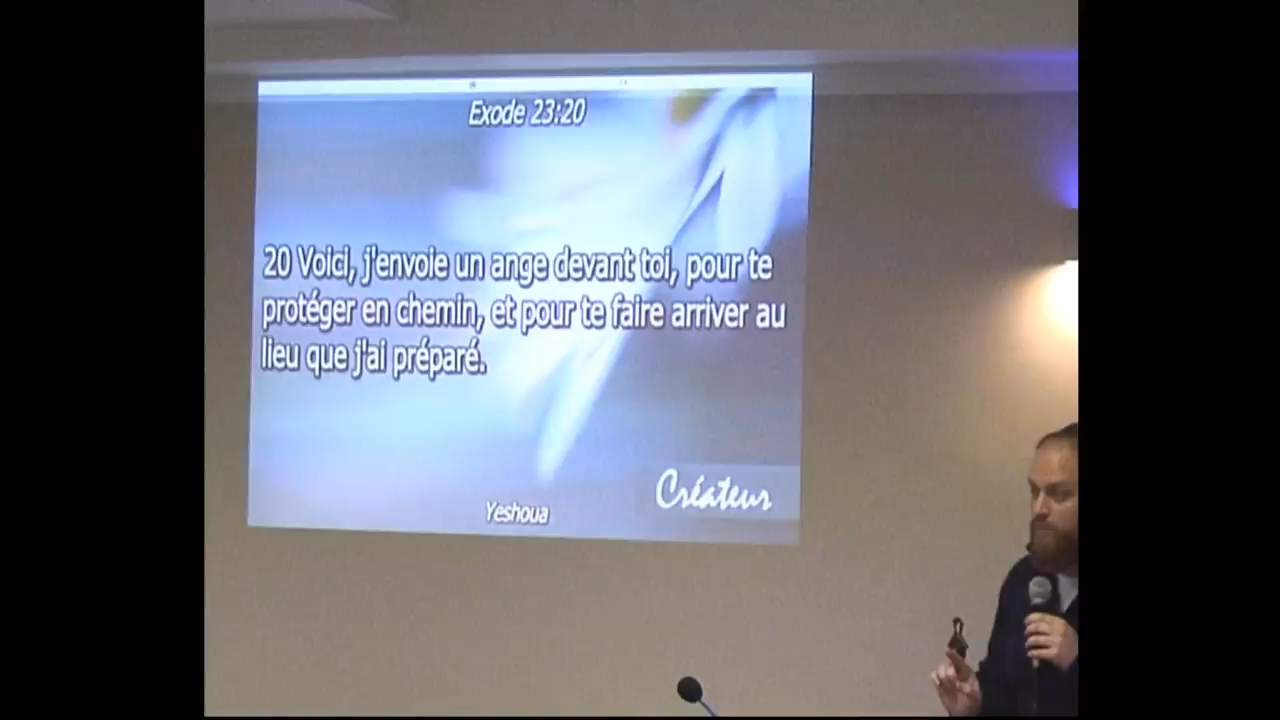 Exode 23:20
20 Voici, j'envoie un ange devant toi, pour te
protéger en chemin, et pour te faire arriver au
lieu que j'ai préparé.
Créateur
Yeshoua